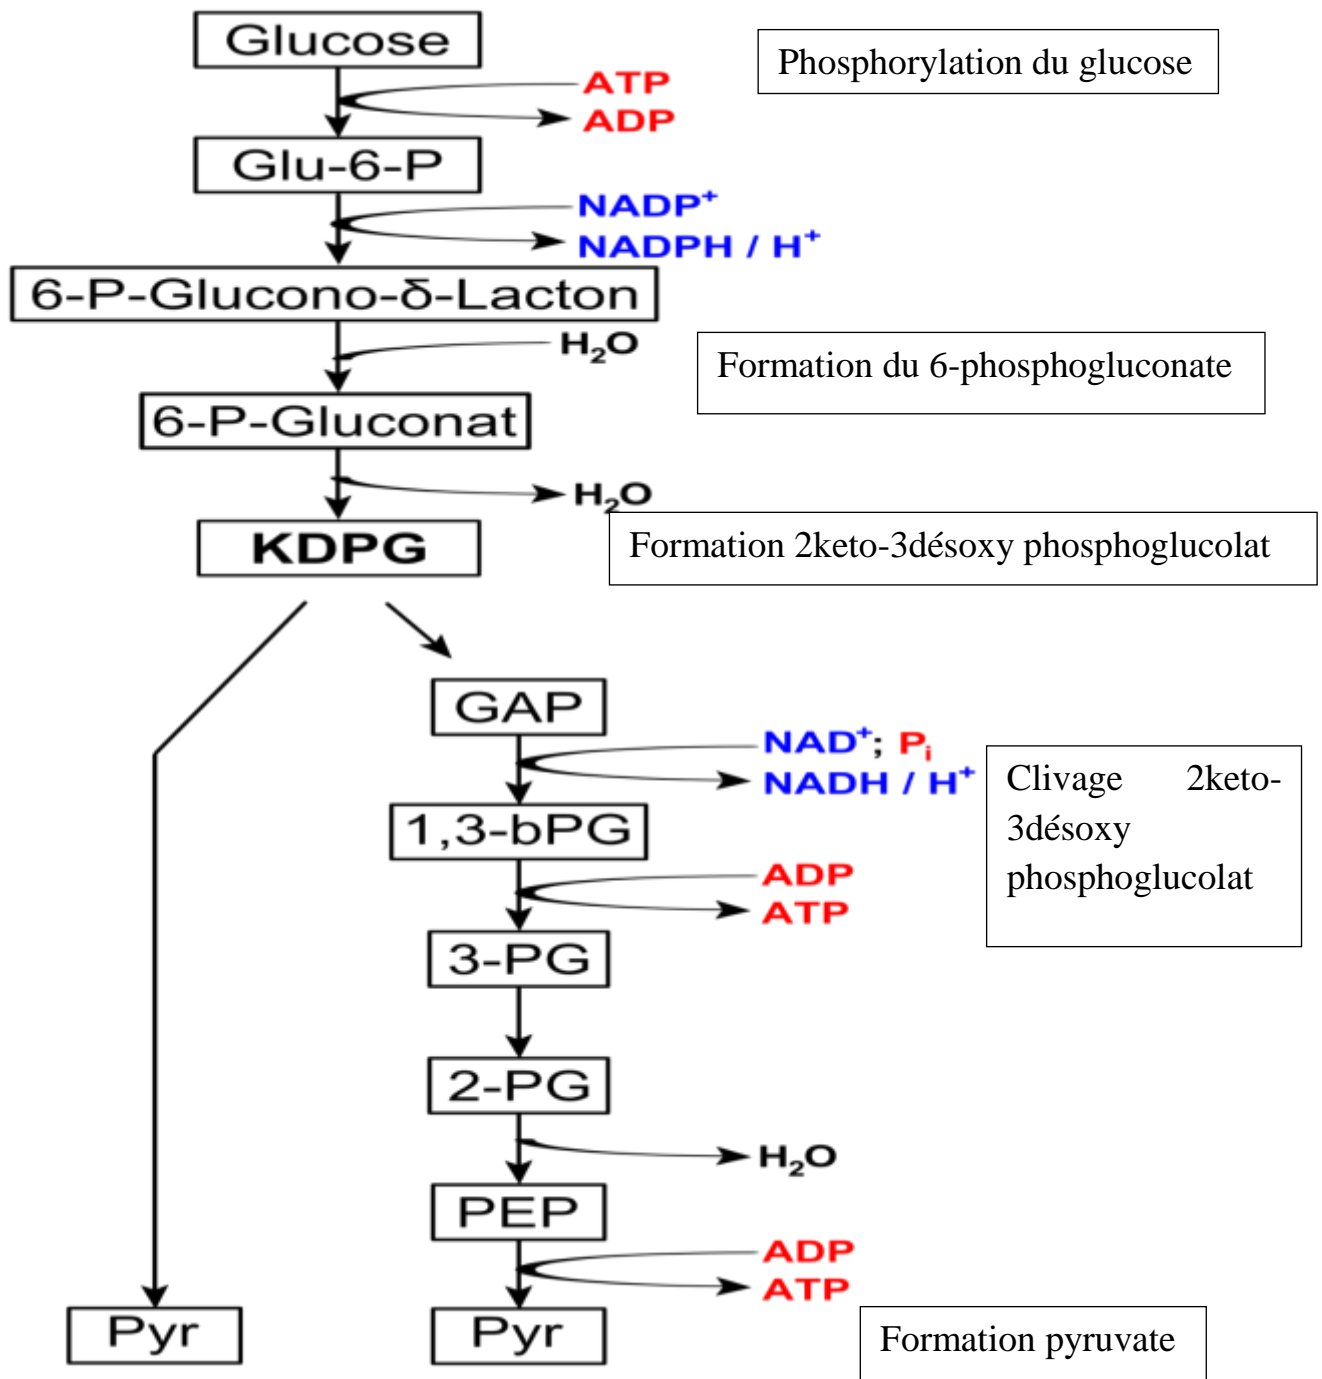 Glucose
Phosphorylation du glucose
ATP
ADP
Glu-6-P
NADP⁺
NADPH / H⁺
6-P-Glucono-δ-Lacton
H₂O
Formation du 6-phosphogluconate
6-P-Gluconat
H₂O
KDPG
Formation 2keto-3désoxy phosphoglucolat
GAP
NAD⁺; Pᵢ
NADH / H⁺
Clivage 2keto-
3désoxy
phosphoglucolat
1,3-bPG
ADP
ATP
3-PG
2-PG
H₂O
PEP
ADP
ATP
Pyr
Pyr
Formation pyruvate